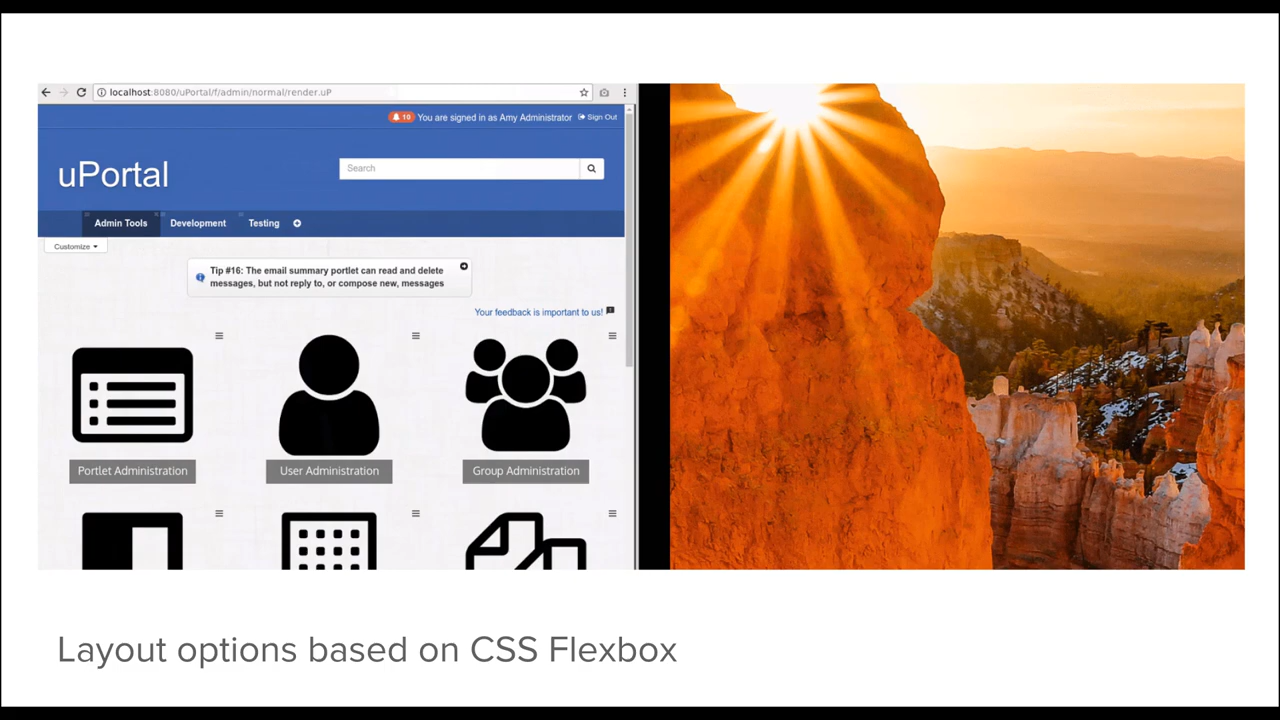 localhost:8080/uPortal/f/admin/normal/render.uP
10 You are signed in as Amy Administrator Sign Out
uPortal
Search
Admin Tools Development Testing
Customize
Tip #16: The email summary portlet can read and delete
messages, but not reply to, or compose new, messages
Your feedback is important to us!
Portlet Administration User Administration Group Administration
Layout options based on CSS Flexbox